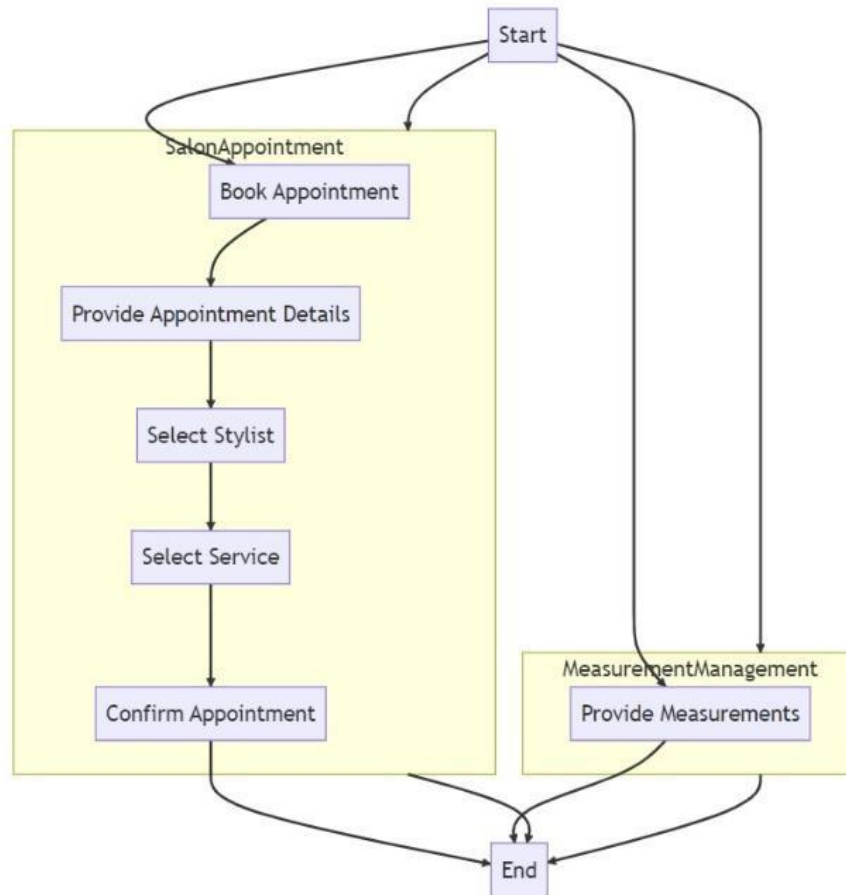 Start
SalonAppointment
Book Appointment
Provide Appointment Details
Select Stylist
Select Service
MeasurementManagement
Confirm Appointment
Provide Measurements
End